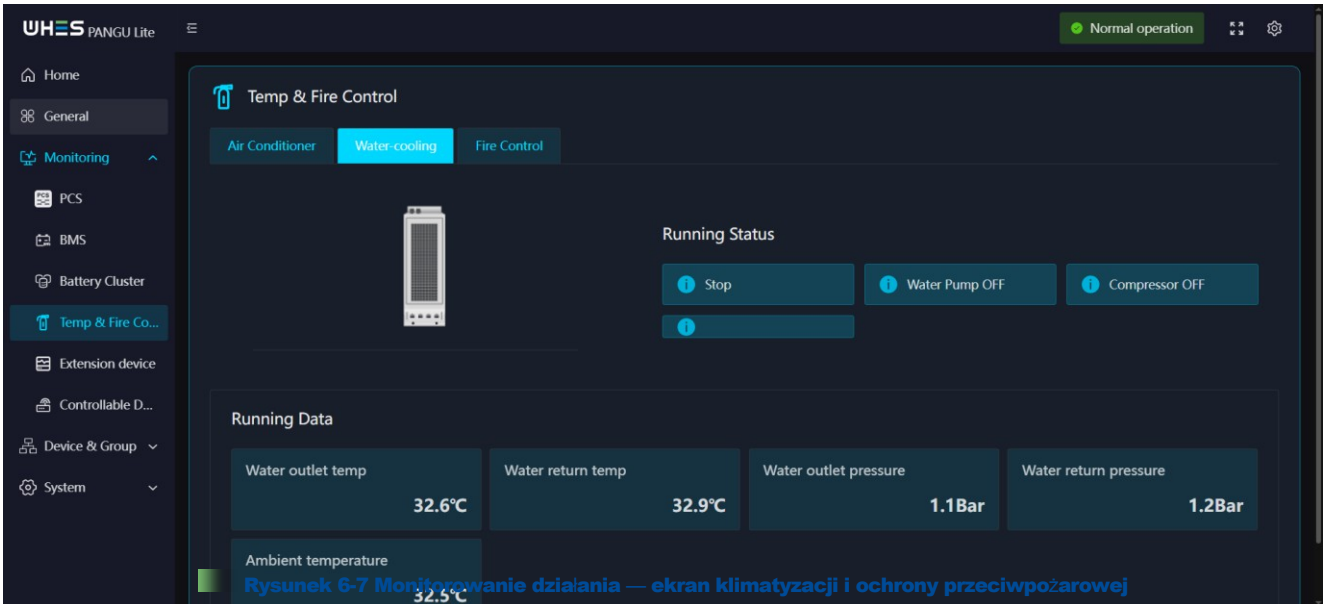 WHES PANGU Lite
Normal operation
Home
General
Monitoring
PCS
BMS
Battery Cluster
Temp & Fire Co...
Extension device
Controllable D...
Device & Group
System
Temp & Fire Control
Air Conditioner
Water-cooling
Fire Control
Running Status
Stop
Water Pump OFF
Compressor OFF
Running Data
Water outlet temp
32.6℃
Water return temp
32.9℃
Water outlet pressure
1.1Bar
Water return pressure
1.2Bar
Ambient temperature
32.5℃
Rysunek 6-7 Monitorowanie działania — ekran klimatyzacji i ochrony przeciwpożarowej